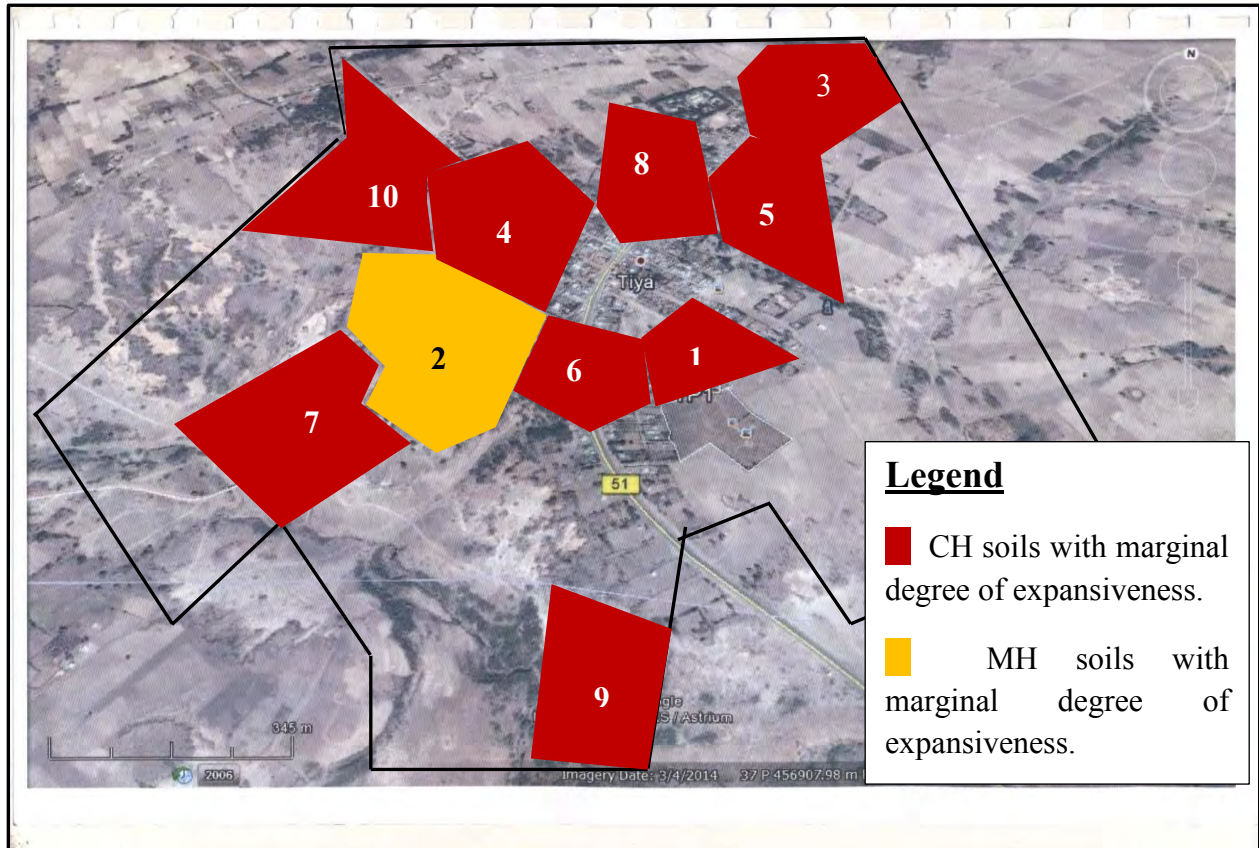 N
3
8
10
5
4
Tiya
2
6
1
7
51
Legend
CH soils with marginal
degree of expansiveness.
MH soils with
marginal degree of
expansiveness.
9
/ Astrium
345 m
2006
Imagery Date: 3/4/2014 37 P 456907.98 m